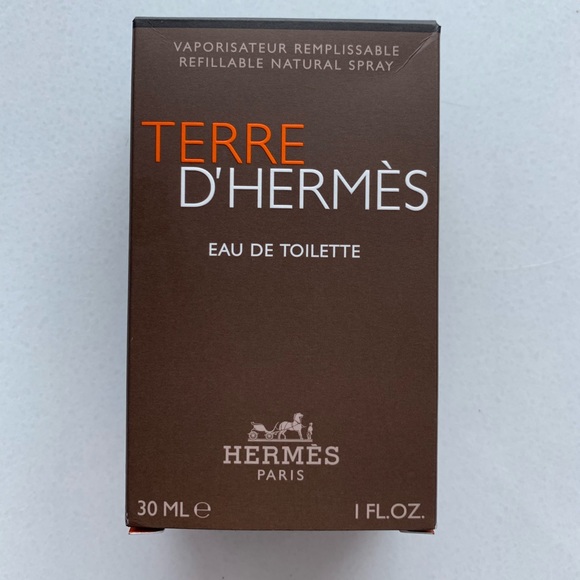 VAPORISATEUR REMPLISSABLE
REFILLABLE NATURAL SPRAY
TERRE
D'HERMÈS
EAU DE TOILETTE
HERMÈS
PARIS
30 ML ℮
1 FL.OZ.